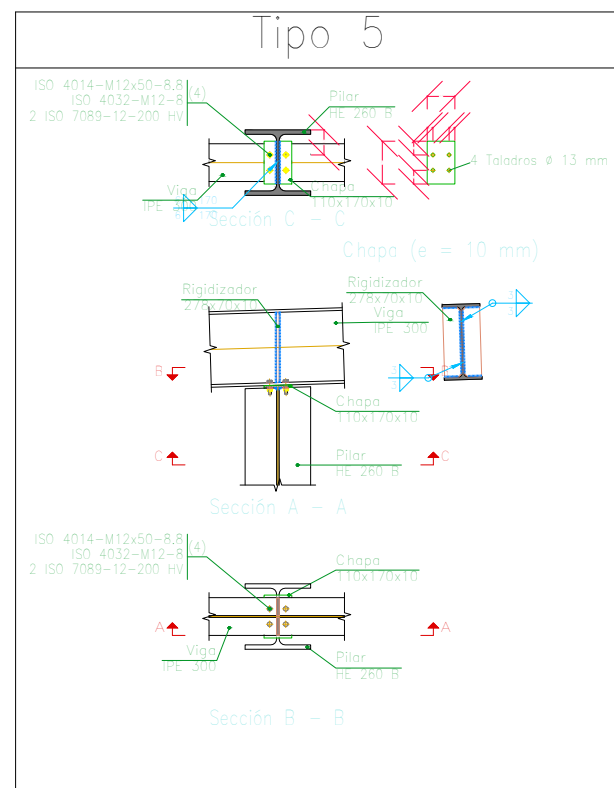 Tipo 5
ISO 4014-M12x50-8.8
ISO 4032-M12-8
2 ISO 7089-12-200 HV
(4)
Pilar
HE 260 B
4 Taladros ø 13 mm
Viga
IPE 300
Chapa
110x170x10
Sección C - C
Chapa (e = 10 mm)
Rigidizador
278x70x10
Rigidizador
278x70x10
Viga
IPE 300
B
Chapa
110x170x10
C
C
Pilar
HE 260 B
Sección A - A
ISO 4014-M12x50-8.8
ISO 4032-M12-8
2 ISO 7089-12-200 HV
(4)
Chapa
110x170x10
A
A
Viga
IPE 300
Pilar
HE 260 B
Sección B - B